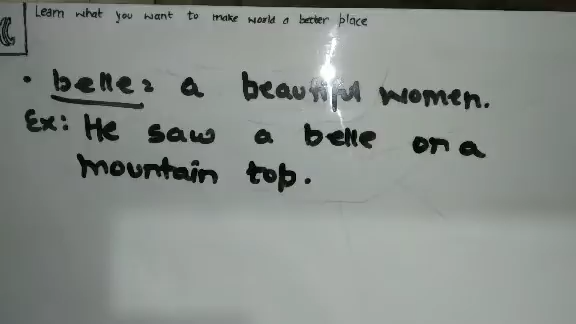 Learn what you want to make world a better place
• belle: a beautiful women.
Ex: He saw a belle on a
mountain top.